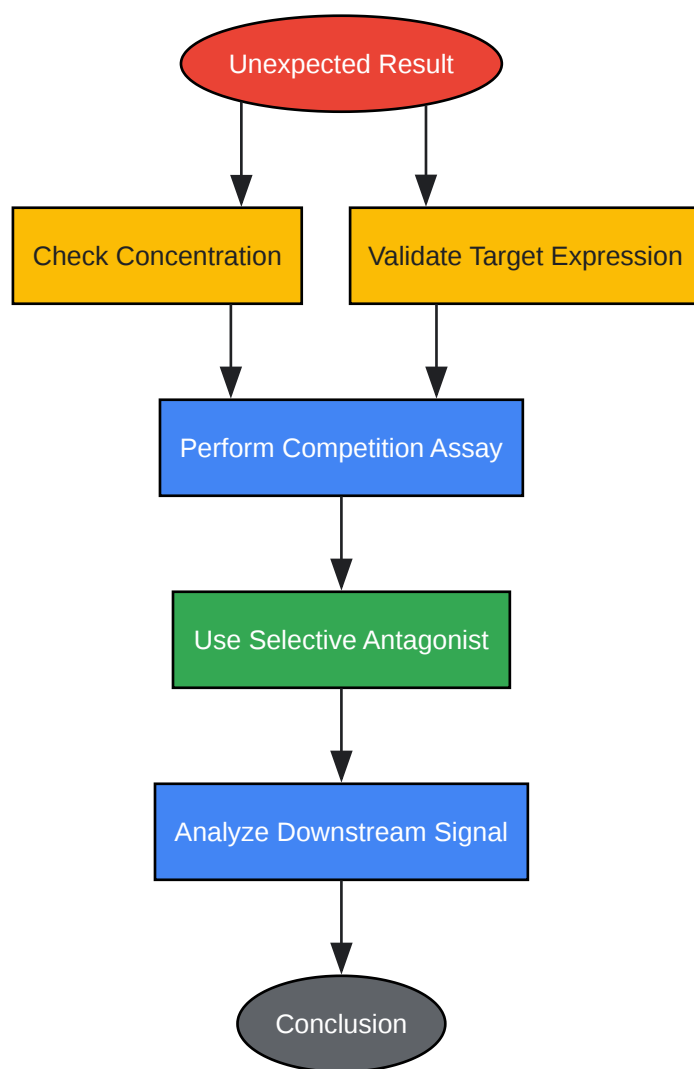 Unexpected Result
Check Concentration
Validate Target Expression
Perform Competition Assay
Use Selective Antagonist
Analyze Downstream Signal
Conclusion